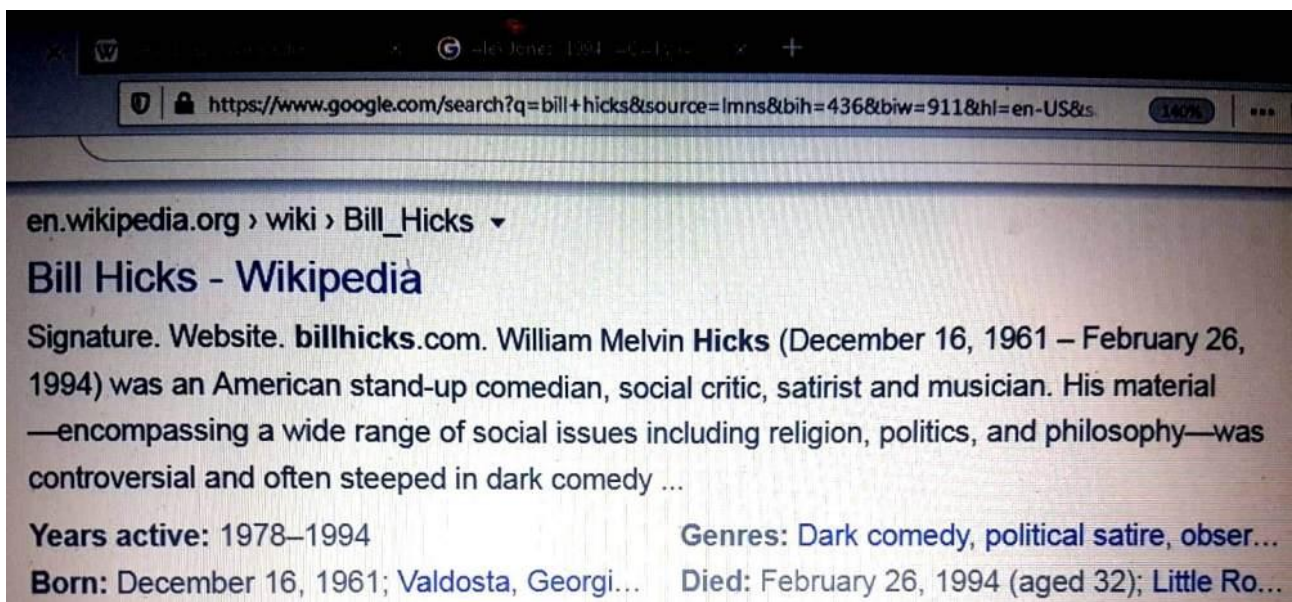 https://www.google.com/search?q=bill+hicks&source=lmns&bih=436&biw=911&hl=en-US&s
140%
en.wikipedia.org › wiki › Bill_Hicks
Bill Hicks - Wikipedia
Signature. Website. billhicks.com. William Melvin Hicks (December 16, 1961 – February 26,
1994) was an American stand-up comedian, social critic, satirist and musician. His material
—encompassing a wide range of social issues including religion, politics, and philosophy—was
controversial and often steeped in dark comedy ...
Years active: 1978–1994 Genres: Dark comedy, political satire, obser...
Born: December 16, 1961; Valdosta, Georgi... Died: February 26, 1994 (aged 32); Little Ro...